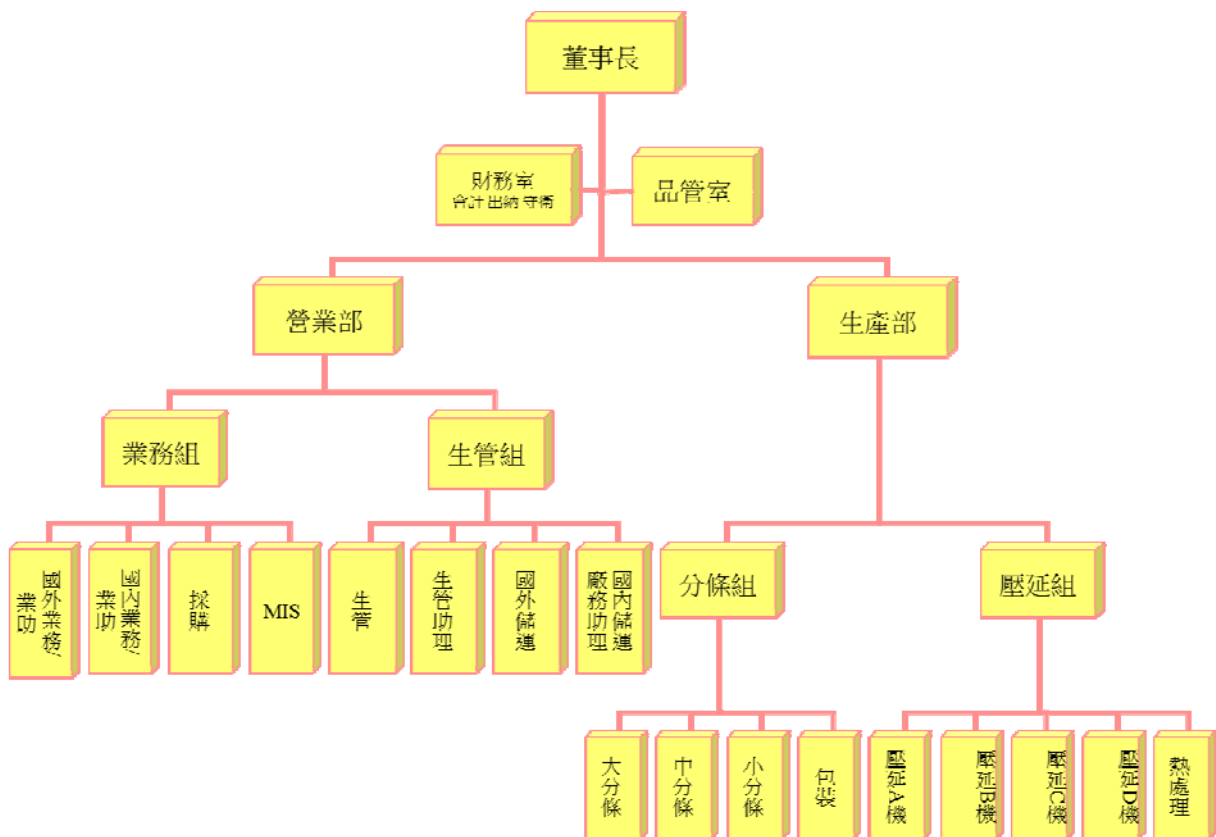 董事長
財務室
會計 出納 守衛
品管室
營業部
生產部
業務組
生管組
分條組
壓延組
國外業務/
業助
國內業務/
業助
採購
MIS
生管
生管助理
國外儲運
國內儲運
廠務助理
大分條
中分條
小分條
包裝
壓延A機
壓延B機
壓延C機
壓延D機
熱處理